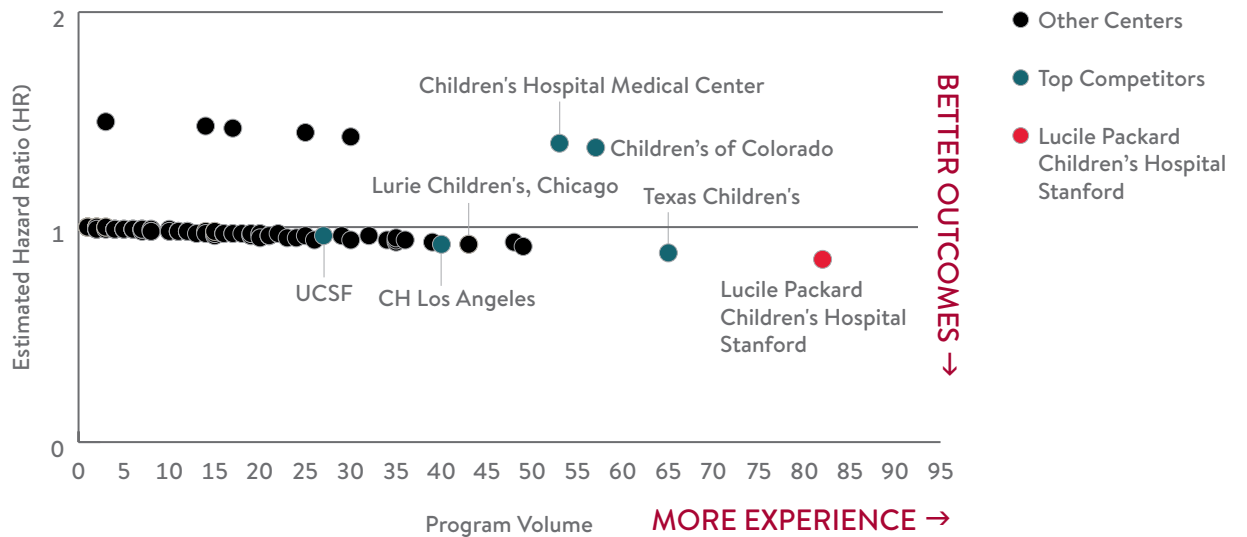 2
Other Centers
Top Competitors
Lucile Packard
Children’s Hospital
Stanford
BETTER OUTCOMES →
Children's Hospital Medical Center
Children’s of Colorado
Lurie Children's, Chicago
Texas Children's
Estimated Hazard Ratio (HR)
1
UCSF
CH Los Angeles
Lucile Packard
Children's Hospital
Stanford
0
0 5 10 15 20 25 30 35 40 45 50 55 60 65 70 75 80 85 90 95
Program Volume
MORE EXPERIENCE →